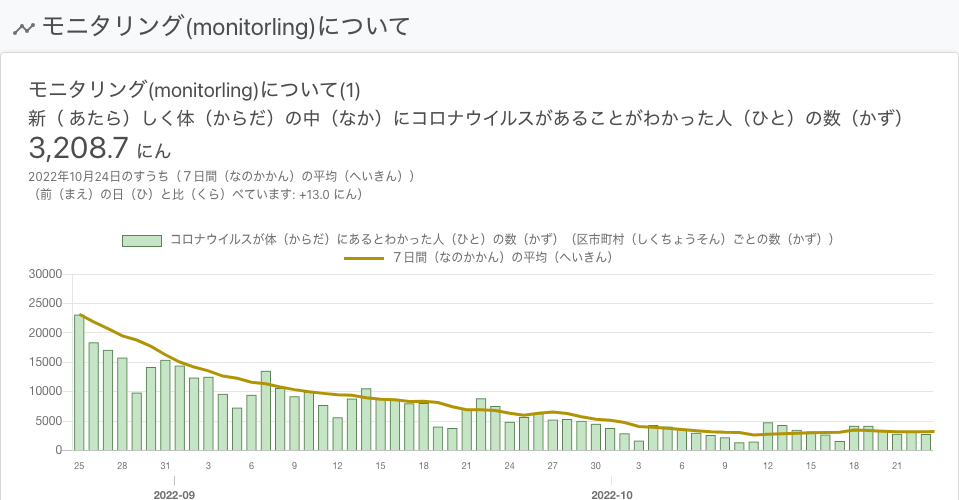 モニタリング(monitorling)について
モニタリング(monitorling)について(1)
新（ あたら）しく体（からだ）の中（なか）にコロナウイルスがあることがわかった人（ひと）の数（かず）
3,208.7 にん
2022年10月24日のすうち（７日間（なのかかん）の平均（へいきん））
（前（まえ）の日（ひ）と比（くら）べています: +13.0 にん）
コロナウイルスが体（からだ）にあるとわかった人（ひと）の数（かず）（区市町村（しくちょうそん）ごとの数（かず））
７日間（なのかかん）の平均（へいきん）
30000
25000
20000
15000
10000
5000
0
25 28 31 3 6 9 12 15 18 21 24 27 30 3 6 9 12 15 18 21
2022-09 2022-10